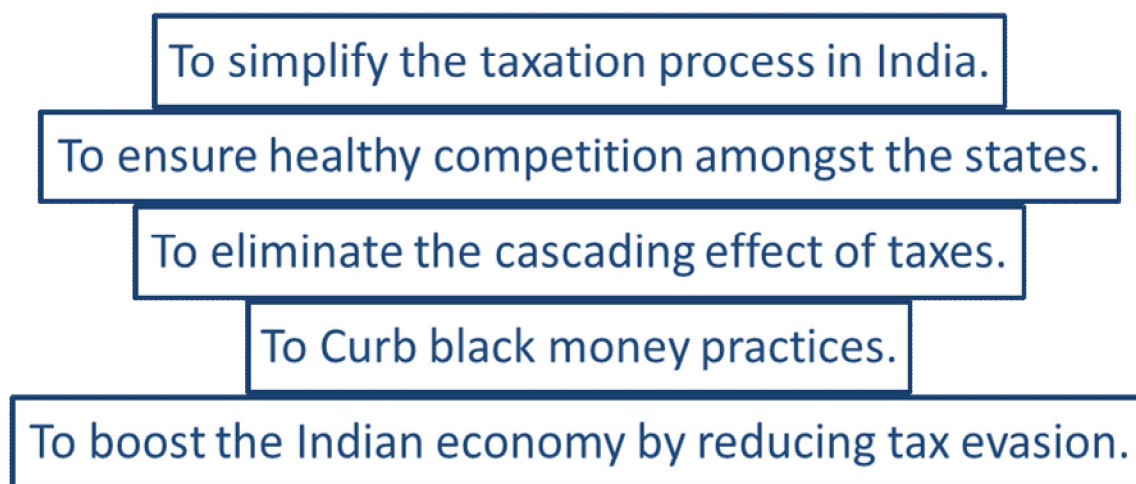 To simplify the taxation process in India.
To ensure healthy competition amongst the states.
To eliminate the cascading effect of taxes.
To Curb black money practices.
To boost the Indian economy by reducing tax evasion.